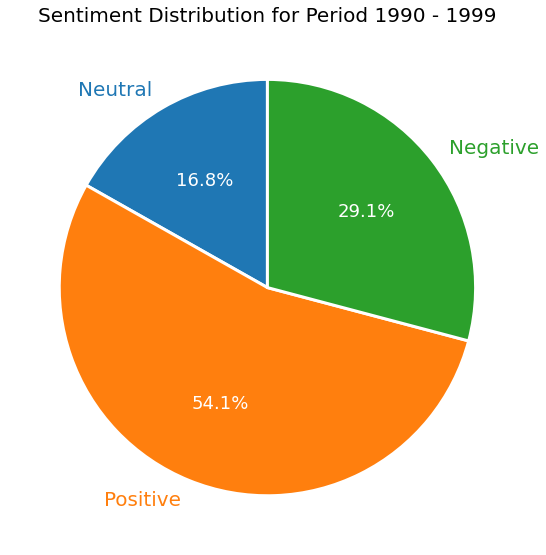 Sentiment Distribution for Period 1990 - 1999
Neutral
Negative
16.8%
29.1%
54.1%
Positive